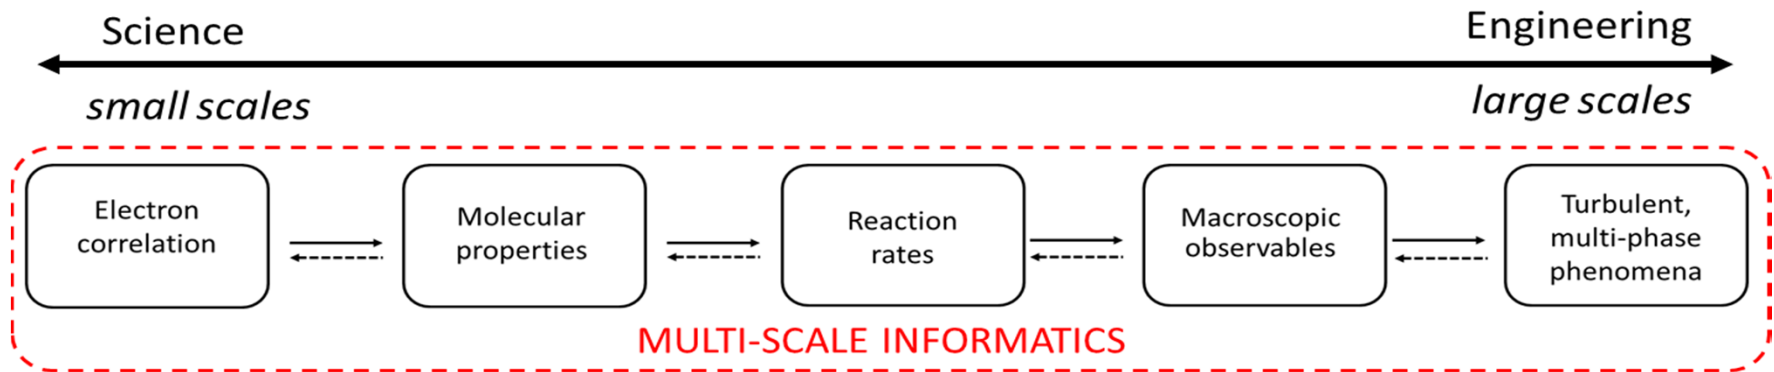 Science
Engineering
small scales
large scales
Electron
correlation
Molecular
properties
Reaction
rates
Macroscopic
observables
Turbulent,
multi-phase
phenomena
MULTI-SCALE INFORMATICS